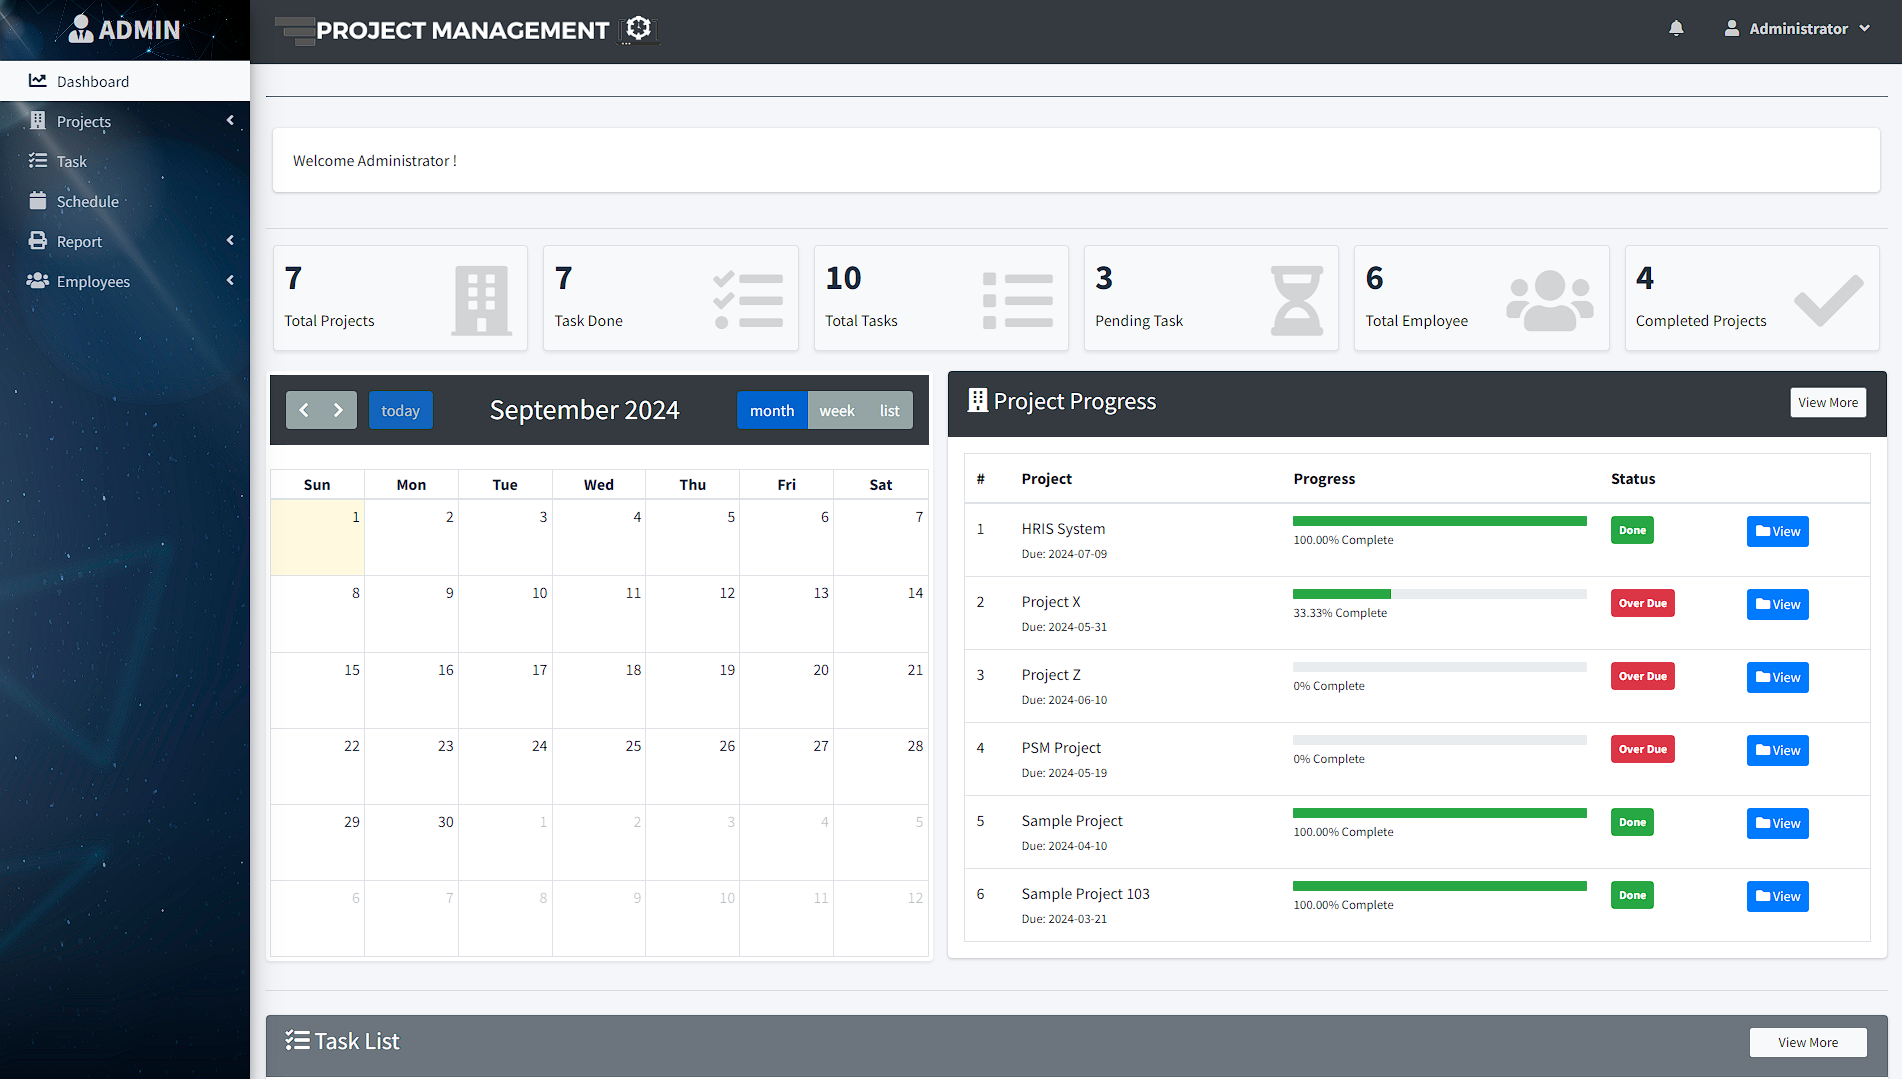 ADMIN
PROJECT MANAGEMENT
Administrator
Dashboard
Projects
Task
Schedule
Report
Employees
Welcome Administrator !
7
Total Projects
7
Task Done
10
Total Tasks
3
Pending Task
6
Total Employee
4
Completed Projects
today
September 2024
month week list
Sun Mon Tue Wed Thu Fri Sat
1 2 3 4 5 6 7
8 9 10 11 12 13 14
15 16 17 18 19 20 21
22 23 24 25 26 27 28
29 30 1 2 3 4 5
6 7 8 9 10 11 12
Project Progress
View More
# Project Progress Status
1 HRIS System 100.00% Complete Done View
Due: 2024-07-09
2 Project X 33.33% Complete Over Due View
Due: 2024-05-31
3 Project Z 0% Complete Over Due View
Due: 2024-06-10
4 PSM Project 0% Complete Over Due View
Due: 2024-05-19
5 Sample Project 100.00% Complete Done View
Due: 2024-04-10
6 Sample Project 103 100.00% Complete Done View
Due: 2024-03-21
Task List
View More